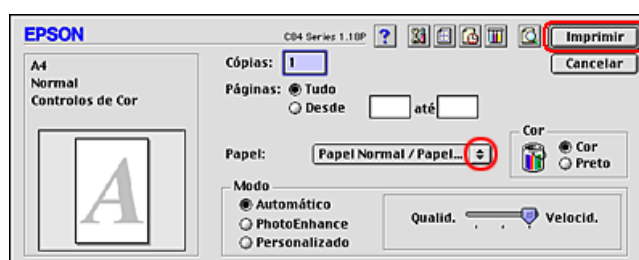 EPSON
C84 Series 1.10P
?
Imprimir
A4
Normal
Controlos de Cor
A
Cópias: 1
Cancelar
Páginas: Tudo
Desde até
Papel: Papel Normal / Papel...
Cor
Cor
Preto
Modo
Automático
PhotoEnhance
Personalizado
Qualid. Velocid.